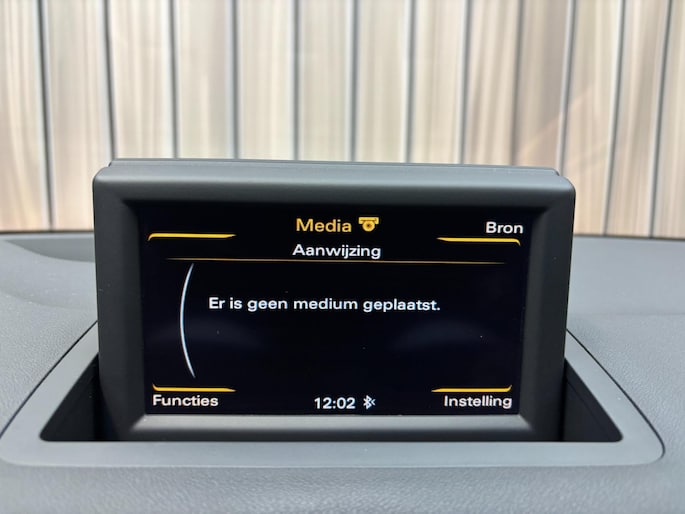 Media
Bron
Aanwijzing
Er is geen medium geplaatst.
Functies
12:02
Instelling